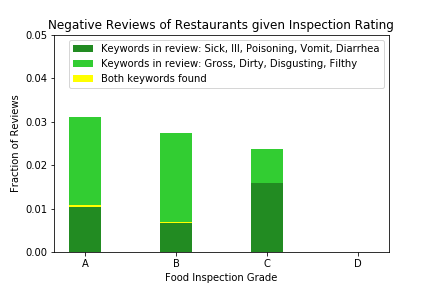 Negative Reviews of Restaurants given Inspection Rating
0.05
0.04
0.03
0.02
0.01
0.00
Fraction of Reviews
Keywords in review: Sick, Ill, Poisoning, Vomit, Diarrhea
Keywords in review: Gross, Dirty, Disgusting, Filthy
Both keywords found
A B C D
Food Inspection Grade